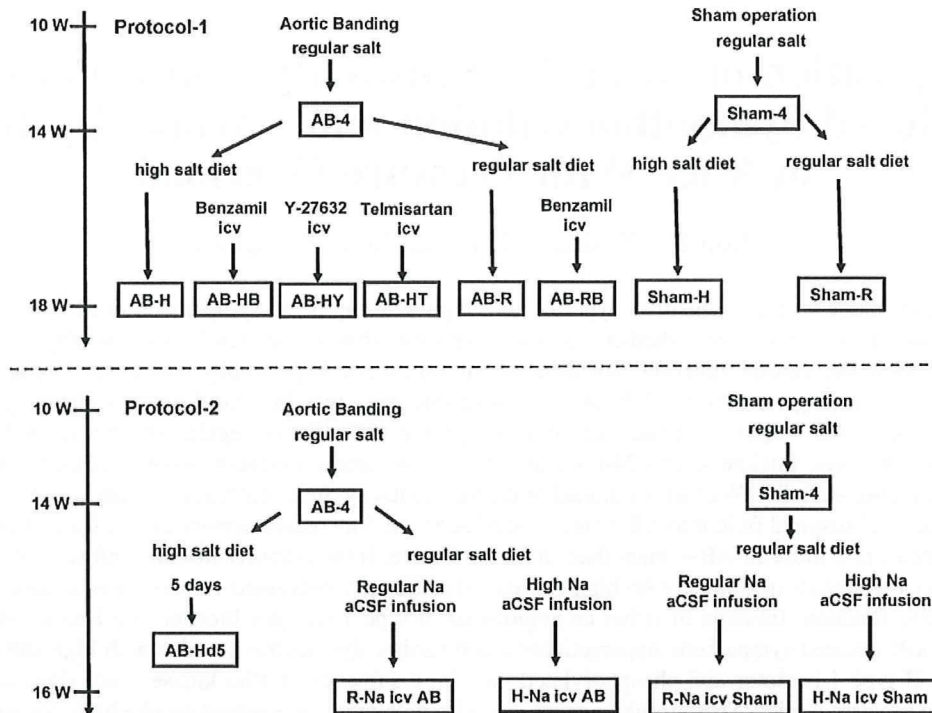 10 W
Protocol-1
Aortic Banding
regular salt
Sham operation
regular salt
14 W
AB-4
Sham-4
high salt diet
regular salt diet
high salt diet
regular salt diet
Benzamil
icv
Y-27632
icv
Telmisartan
icv
Benzamil
icv
18 W
AB-H
AB-HB
AB-HY
AB-HT
AB-R
AB-RB
Sham-H
Sham-R
10 W
Protocol-2
Aortic Banding
regular salt
Sham operation
regular salt
14 W
AB-4
Sham-4
high salt diet
regular salt diet
regular salt diet
5 days
Regular Na
aCSF infusion
High Na
aCSF infusion
Regular Na
aCSF infusion
High Na
aCSF infusion
AB-Hd5
16 W
R-Na icv AB
H-Na icv AB
R-Na icv Sham
H-Na icv Sham